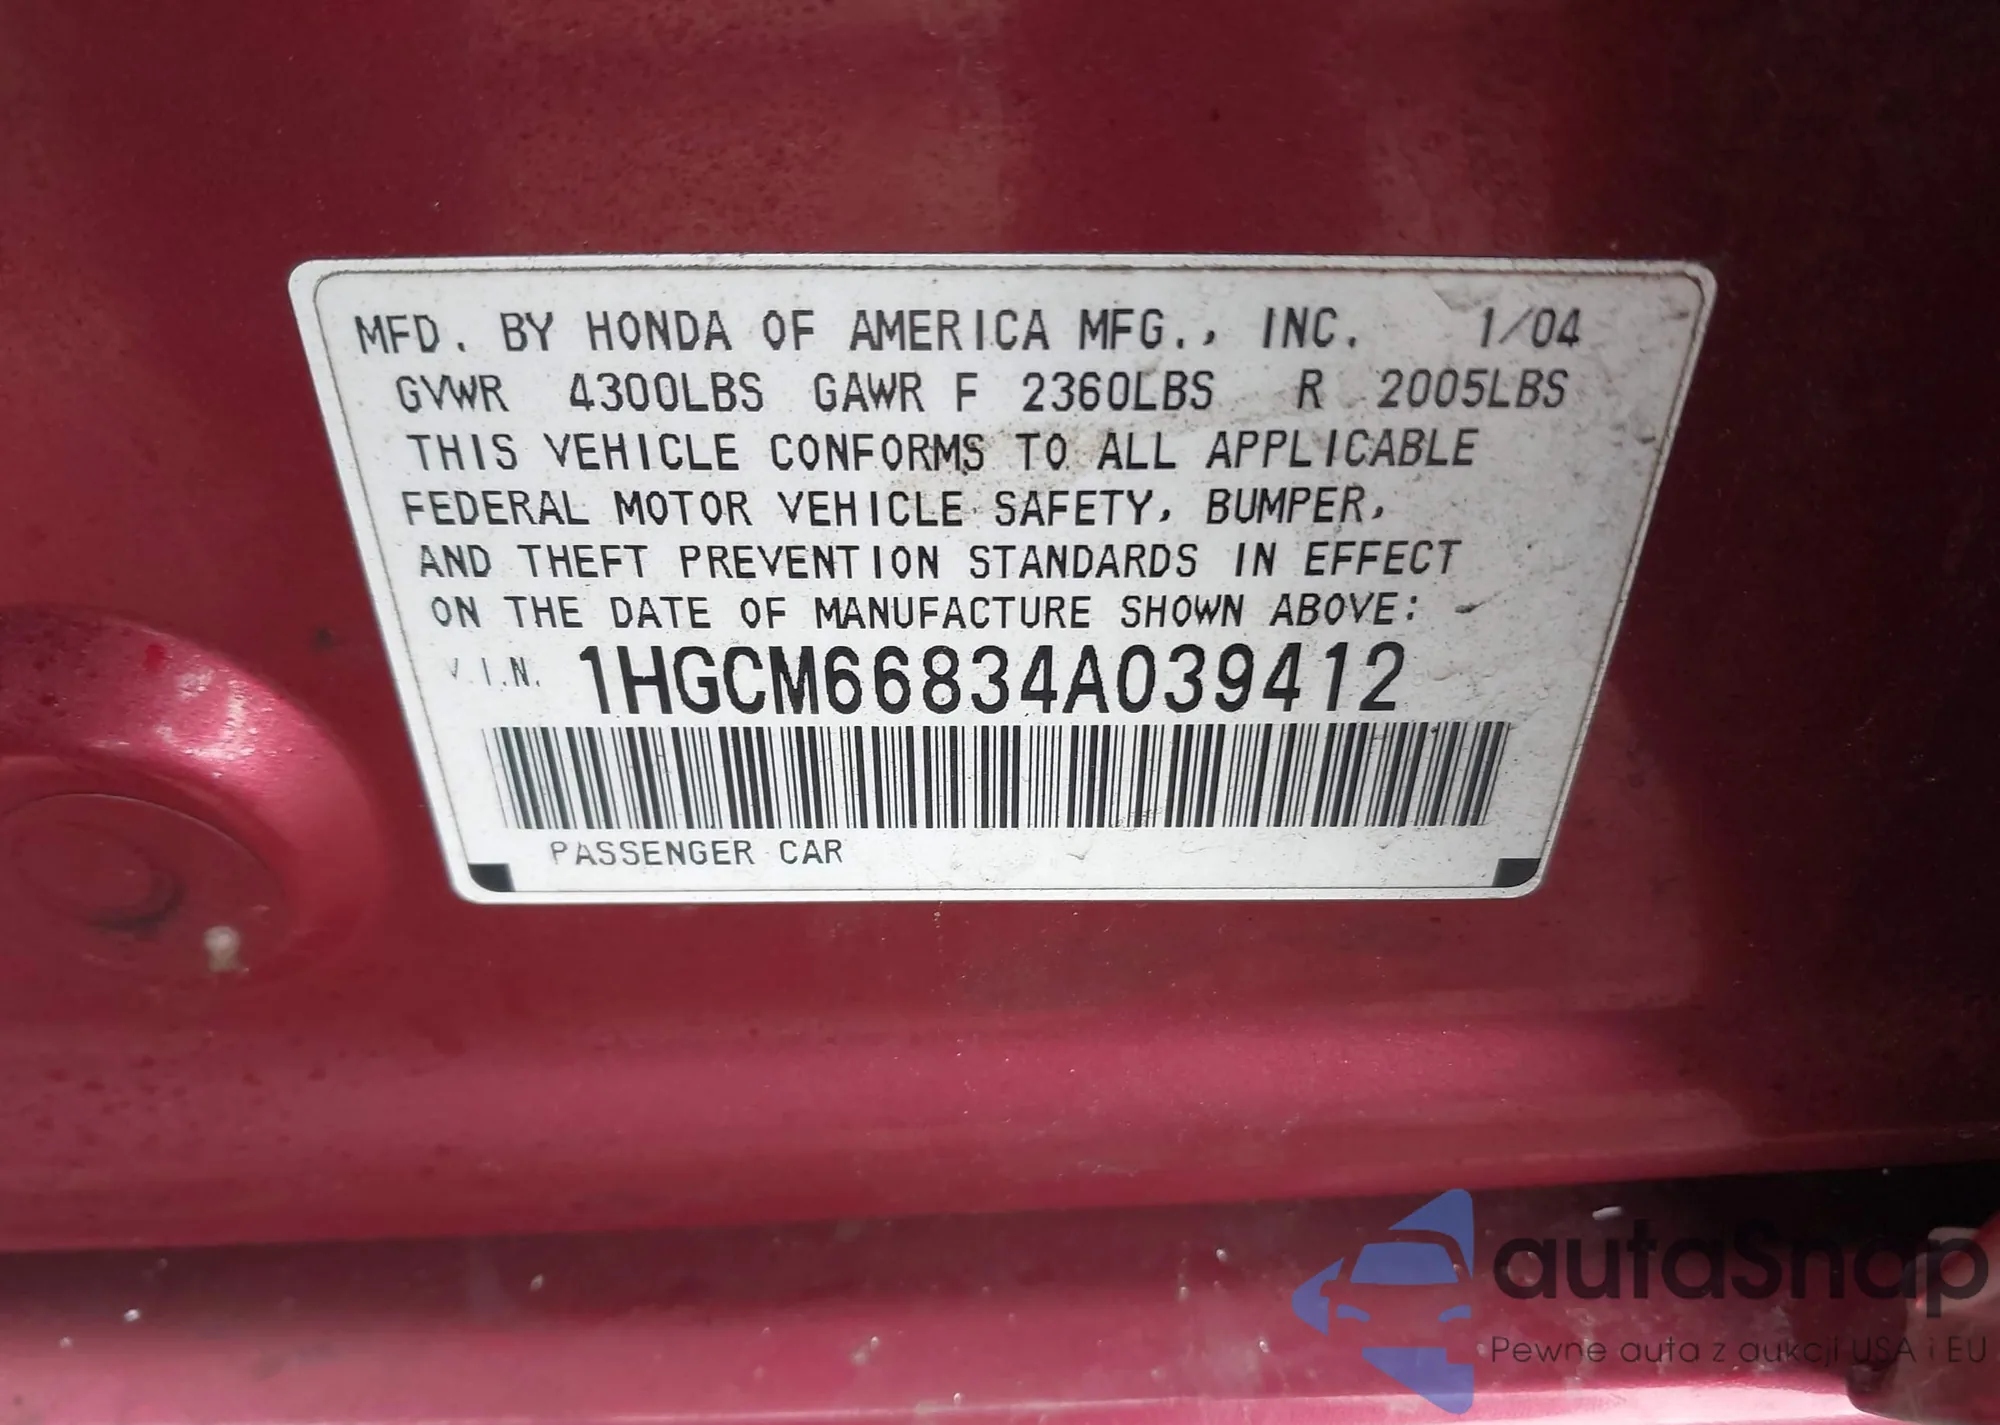 MFD. BY HONDA OF AMERICA MFG., INC. 1/04
GVWR 4300LBS GAWR F 2360LBS R 2005LBS
THIS VEHICLE CONFORMS TO ALL APPLICABLE
FEDERAL MOTOR VEHICLE SAFETY, BUMPER,
AND THEFT PREVENTION STANDARDS IN EFFECT
ON THE DATE OF MANUFACTURE SHOWN ABOVE:
V.I.N. 1HGCM66834A039412
PASSENGER CAR
autaSnap
Pewne auta z aukcji USA i EU